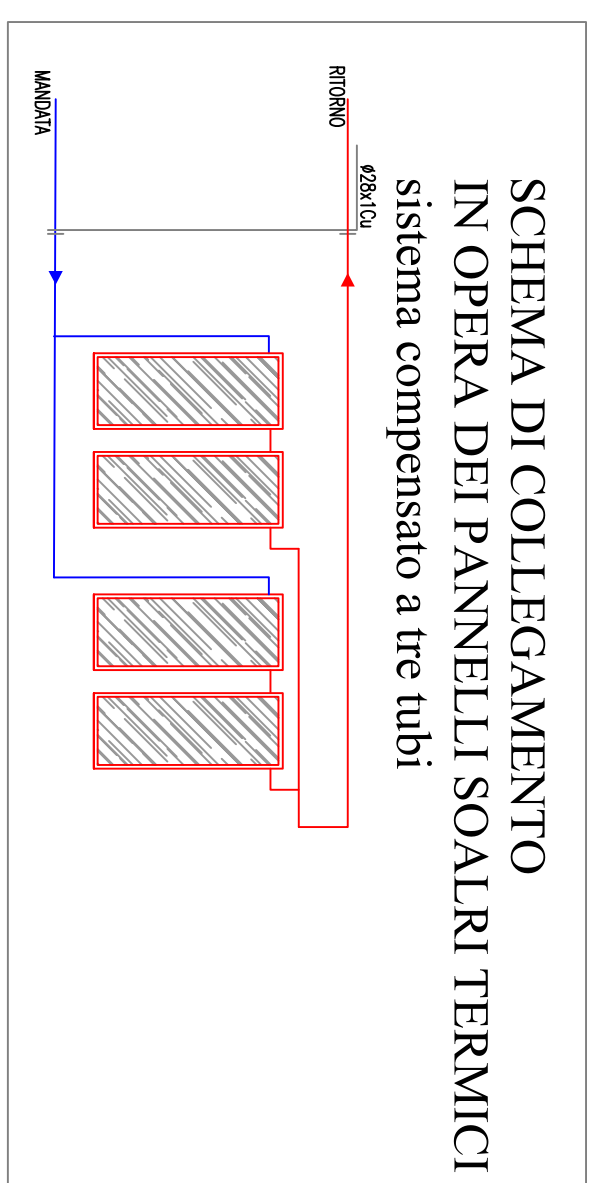 SCHEMA DI COLLEGAMENTO
IN OPERA DEI PANNELLI SOALRI TERMICI
sistema compensato a tre tubi
ø28x1Cu
RITORNO
MANDATA